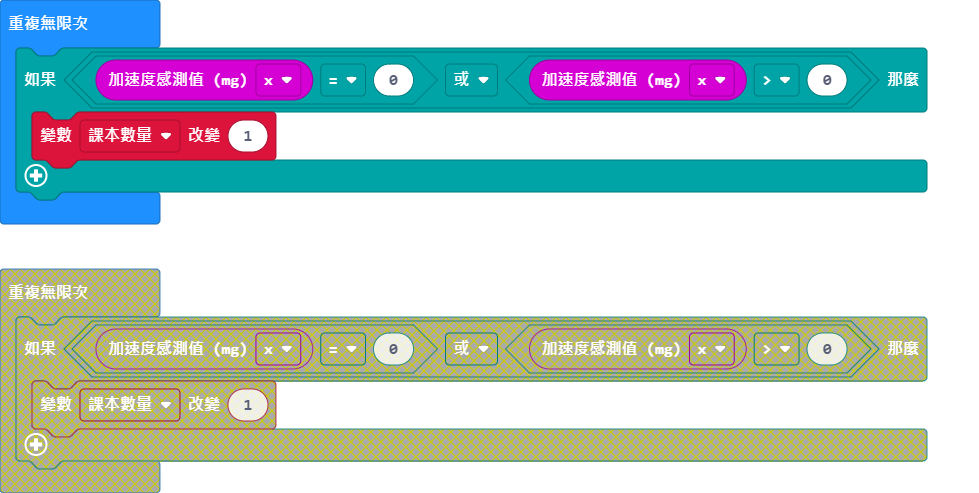 重複無限次
如果 加速度感測值 (mg) x = 0 或 加速度感測值 (mg) x > 0 那麼
變數 課本數量 改變 1
重複無限次
如果 加速度感測值 (mg) x = 0 或 加速度感測值 (mg) x > 0 那麼
變數 課本數量 改變 1